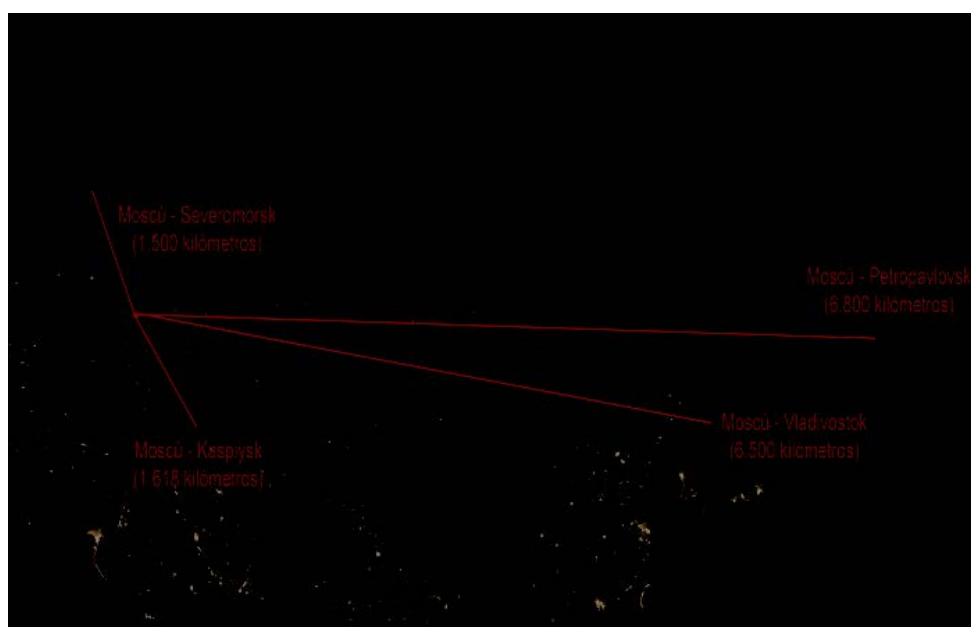 Moscú - Severomorsk
(1.500 kilómetros)
Moscú - Petropavlovsk
(6.800 kilómetros)
Moscú - Vladivostok
(6.500 kilómetros)
Moscú - Kaspiysk
(1.618 kilómetros)